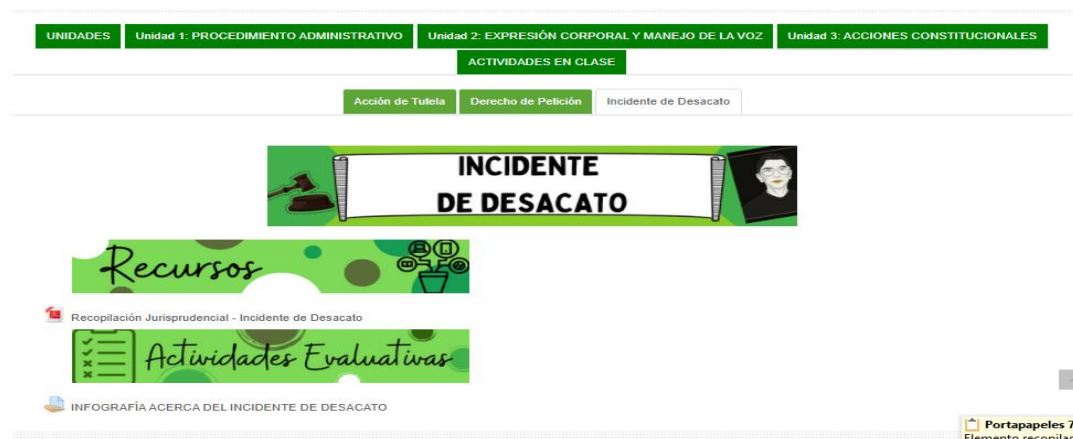 UNIDADES Unidad 1: PROCEDIMIENTO ADMINISTRATIVO Unidad 2: EXPRESIÓN CORPORAL Y MANEJO DE LA VOZ Unidad 3: ACCIONES CONSTITUCIONALES
ACTIVIDADES EN CLASE
Acción de Tutela Derecho de Petición Incidente de Desacato
INCIDENTE
DE DESACATO
Recursos
Recopilación Jurisprudencial - Incidente de Desacato
Actividades Evaluativas
INFOGRAFÍA ACERCA DEL INCIDENTE DE DESACATO
Portapapeles 7
Elemento